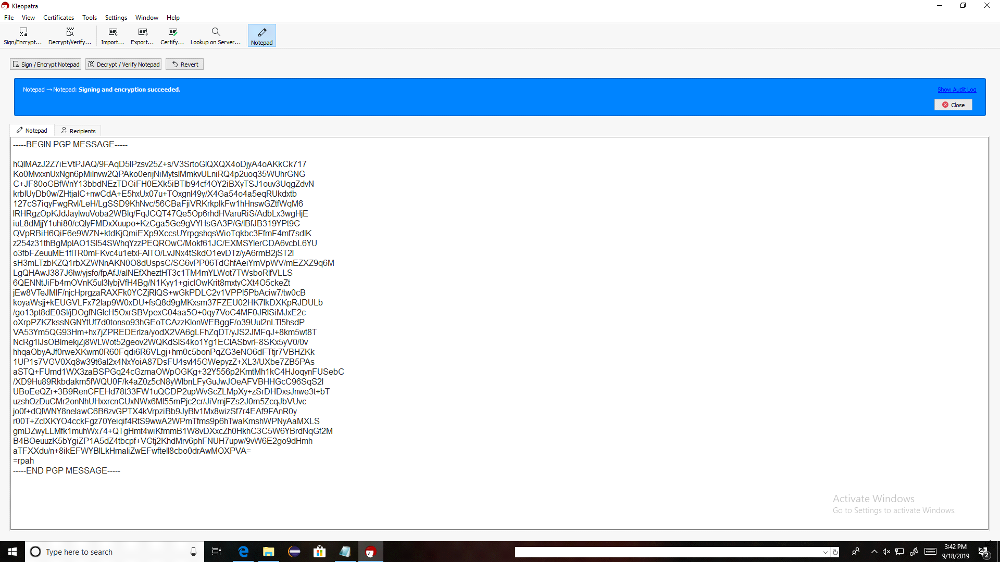 Kleopatra
File View Certificates Tools Settings Window Help
Sign/Encrypt... Decrypt/Verify... Import... Export... Certify... Lookup on Server... Notepad
Sign / Encrypt Notepad Decrypt / Verify Notepad Revert
Notepad → Notepad: Signing and encryption succeeded.
Show Audit Log
Close
Notepad Recipients
-----BEGIN PGP MESSAGE-----
hQIMAzJ2Z7iEVtPJAQ/9FAqD5lPzsv25Z+s/V3SrtoGlQXQX4oDjyA4oAKkCk717
Ko0MvxxnUxNgn6pMiInvw2QPAko0erijNiMytsIMmkvULniRQ4p2uoq35WUhrGNG
C+JF80oGBfWnY13bbdNEzTDGiFH0EXk5iBTIb94cf4OY2iBXyTSJ1ouv3UqgZdvN
krbIUyDb0w/ZHtjaIC+nwCdA+E5hxUx07u+TOxgnl49y/X4Ga54o4a5eqRUkdxtb
127cS7iqyFwgRvl/LeH/LgSSD9KhNvc/56CBaFjiVRKrkplkFw1hHnswGZtfWqM6
lRHRgzOpKJdJaylwuVoba2WBlq/FqJCQT47Qe5Op6rhdHVaruRiS/AdbLx3wgHjE
iuL8dMjjY1uhi80/cQlyFMDxXuupo+KzCga5Ge9gVYHsGA3P/G/lBfJB319YPt9C
QVpRBiH6QiF6e9WZN+ktdKjQmiEXp9XccsUYrpgshqsWioTqkbc3FfmF4mf7sdlK
z254z31thBgMplAO1Sl54SWhqYzzPEQROwC/Mokf61JC/EXMSYlerCDA6vcbL6YU
o3fbFZeuuME1flTR0mFKvc4u1etxFAlTO/LvJNx4tSkdO1evDTz/yA6rmB2jST2l
sH3mLTzbKZQ1rbXZWNnAKN0O8dUspsC/SG6vPP06TdGhfAeiYmVpWV/mEZXZ9q6M
LgQHAwJ387J6lw/yjsfo/fpAfJ/alNEfXheztHT3c1TM4mYLWot7TWsboRlfVLLS
6QENNtJiFb4mOVnK5ul3lybjVfH4Bg/N1Kyy1+giclOwKrit8mxtyCXt4O5ckeZt
jEw8VTeJMlF/njcHprgzaRAXFk0YCZjRlQS+wGkPDLC2v1VPPl5PbAciw7/tw0cB
koyaWsjj+kEUGVLFx72lap9W0xDU+fsQ8d9gMKxsm37FZEU02HK7lkDXKpRJDULb
/go13pt8dE0Sl/jDOgfNGlcH5OxrSBVpexC04aa5O+0qy7VoC4MF0JRlSiMJxE2c
oXrpPZKZkssNGNYtUf7d0tonso93hGEoTCAzzKlonWEBggF/o39Uul2nLTl5hsdP
VA53Ym5QG93Hm+hx7jZPREDErlza/yodX2VA6gLFhZqDT/yJS2JMFqJ+8km5wt8T
NcRg1lJsOBlmekjZj8WLWot52geov2WQKdSlS4ko1Yg1EClASbvrF8SKx5yV0/0v
hhqaObyAJf0rweXKwm0R60Fqdi6R6VLgj+hm0c5bonPqZG3eNO6dFTtjr7VBHZKk
1UP1s7VGV0Xq8w39t6al2x4NxYoiA87DsFU4svl45GWepyzZ+XL3/UXbe7ZB5PAs
aSTQ+FUmd1WX3zaBSPGq24cGzmaOWpOGKg+32Y556p2KmtMh1kC4HJoqynFUSebC
/XD9Hu89Rkbdakm5fWQU0F/k4aZ0z5cN8yWlbnLFyGuJwJOeAFVBHHGcC96SqS2l
UBoEeQZr+3B9RenCFEHd78t33FW1uQCDP2upWvScZLMpXy+zSrDHDxsJnwe3t+bT
uzshOzDuCMr2onNhUHxxrcnCUxNWx6Ml55mPjc2cr/JiVmjFZs2J0m5ZcqJbVUvc
jo0f+dQlWNY8nelawC6B6zvGPTX4kVrpziBb9JyBlv1Mx8wizSf7r4EAf9FAnR0y
r00T+ZclXKYO4cckFgz70Yeiqif4RtS9wwA2WPmTfms9p6hTwaKmshWPNyAaMXLS
gmDZwyLLMfk1muhWx74+QTgHmt4wiKfmmB1W8vDXxcZh0HkhC3C5W6YBrdNqGf2M
B4BOeuuzK5bYgiZP1A5dZ4tbcpf+VGtj2KhdMrv6phFNUH7upw/9vW6E2go9dHmh
aTFXXdu/n+8ikEFWYBlLkHmaliZwEFwftell8cbo0drAwMOXPVA=
=rpah
-----END PGP MESSAGE-----
Activate Windows
Go to Settings to activate Windows.
Type here to search
3:42 PM
9/18/2019
2